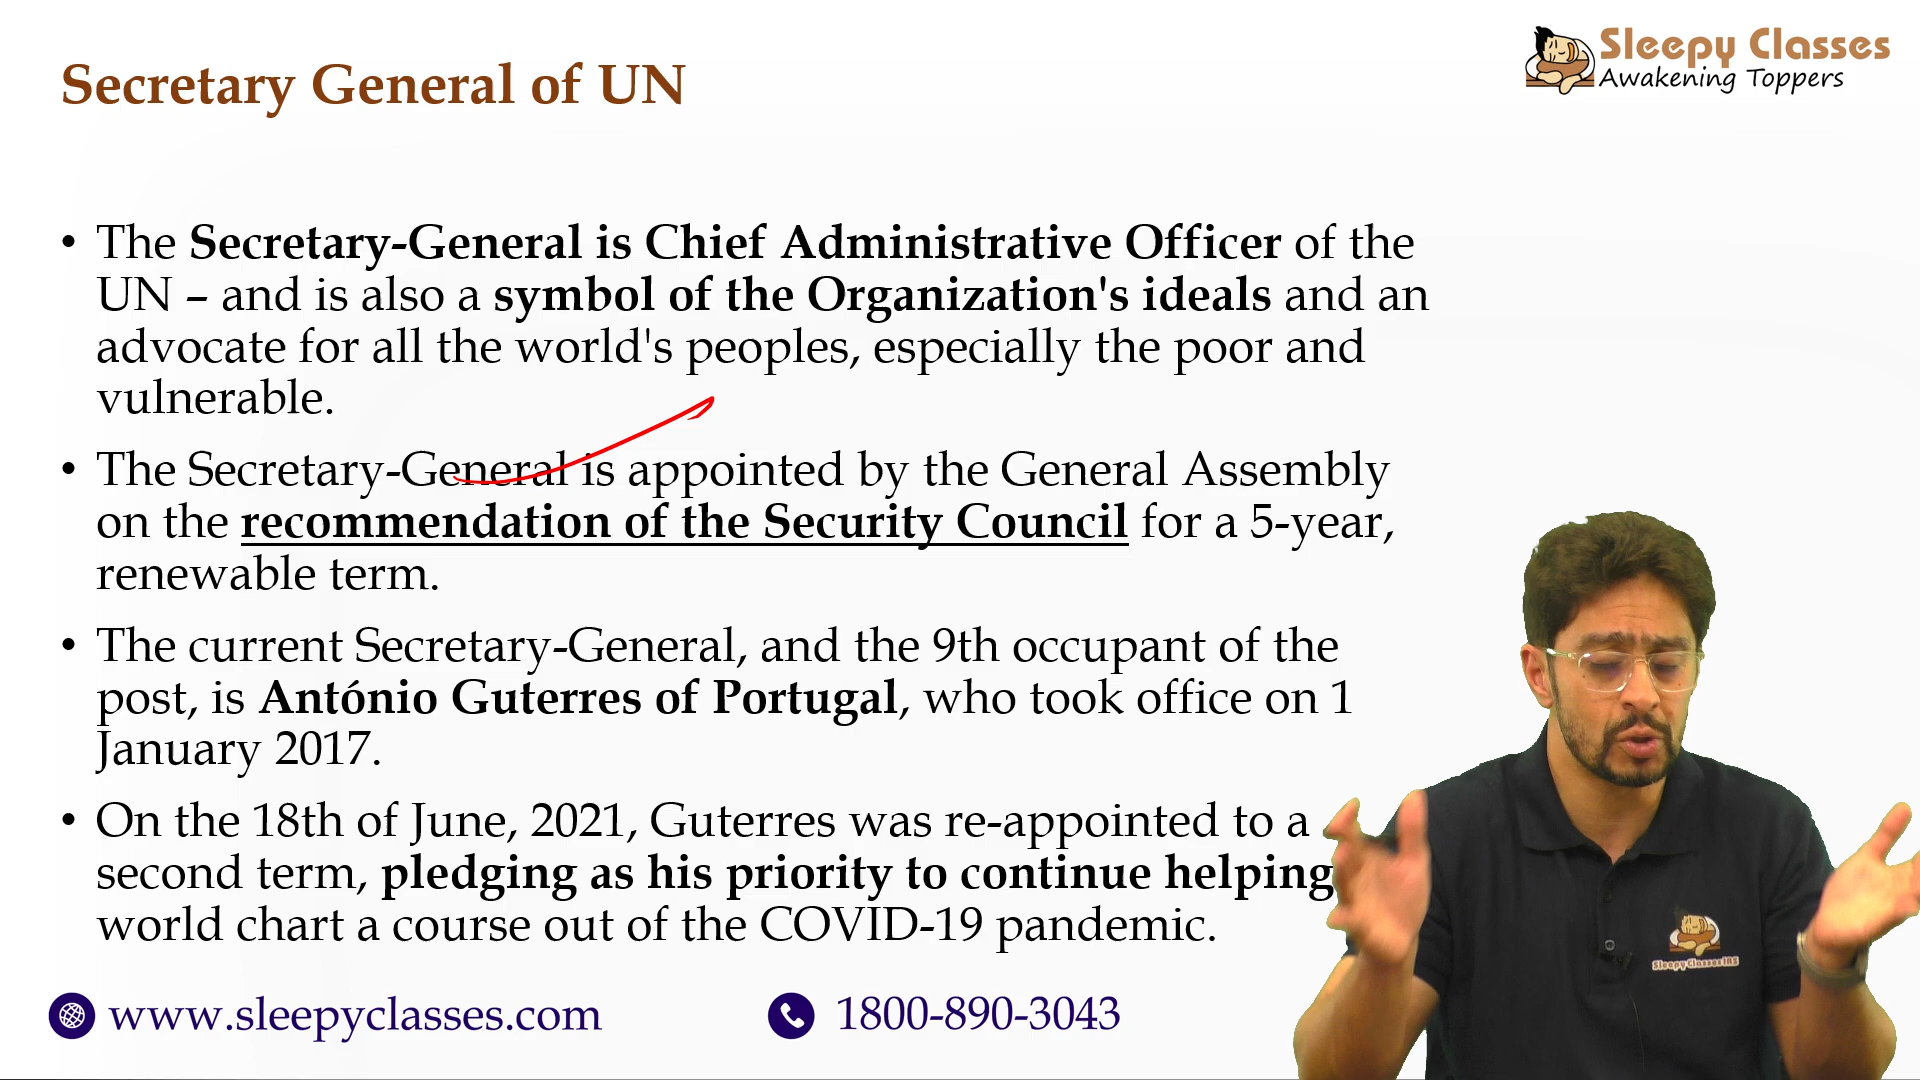 Secretary General of UN
Sleepy Classes
Awakening Toppers
• The Secretary-General is Chief Administrative Officer of the
UN – and is also a symbol of the Organization's ideals and an
advocate for all the world's peoples, especially the poor and
vulnerable.
• The Secretary-General is appointed by the General Assembly
on the recommendation of the Security Council for a 5-year,
renewable term.
• The current Secretary-General, and the 9th occupant of the
post, is António Guterres of Portugal, who took office on 1
January 2017.
• On the 18th of June, 2021, Guterres was re-appointed to a
second term, pledging as his priority to continue helping
world chart a course out of the COVID-19 pandemic.
Sleepy Classes IAS
www.sleepyclasses.com
1800-890-3043